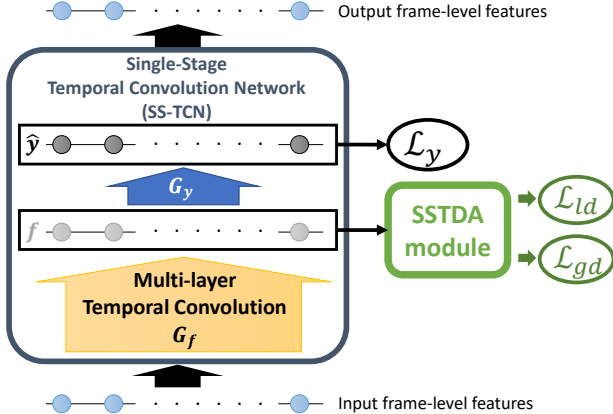 Output frame-level features
Single-Stage
Temporal Convolution Network
(SS-TCN)
ŷ
ℒy
Gy
f
SSTDA
module
ℒld
ℒgd
Multi-layer
Temporal Convolution
Gf
Input frame-level features